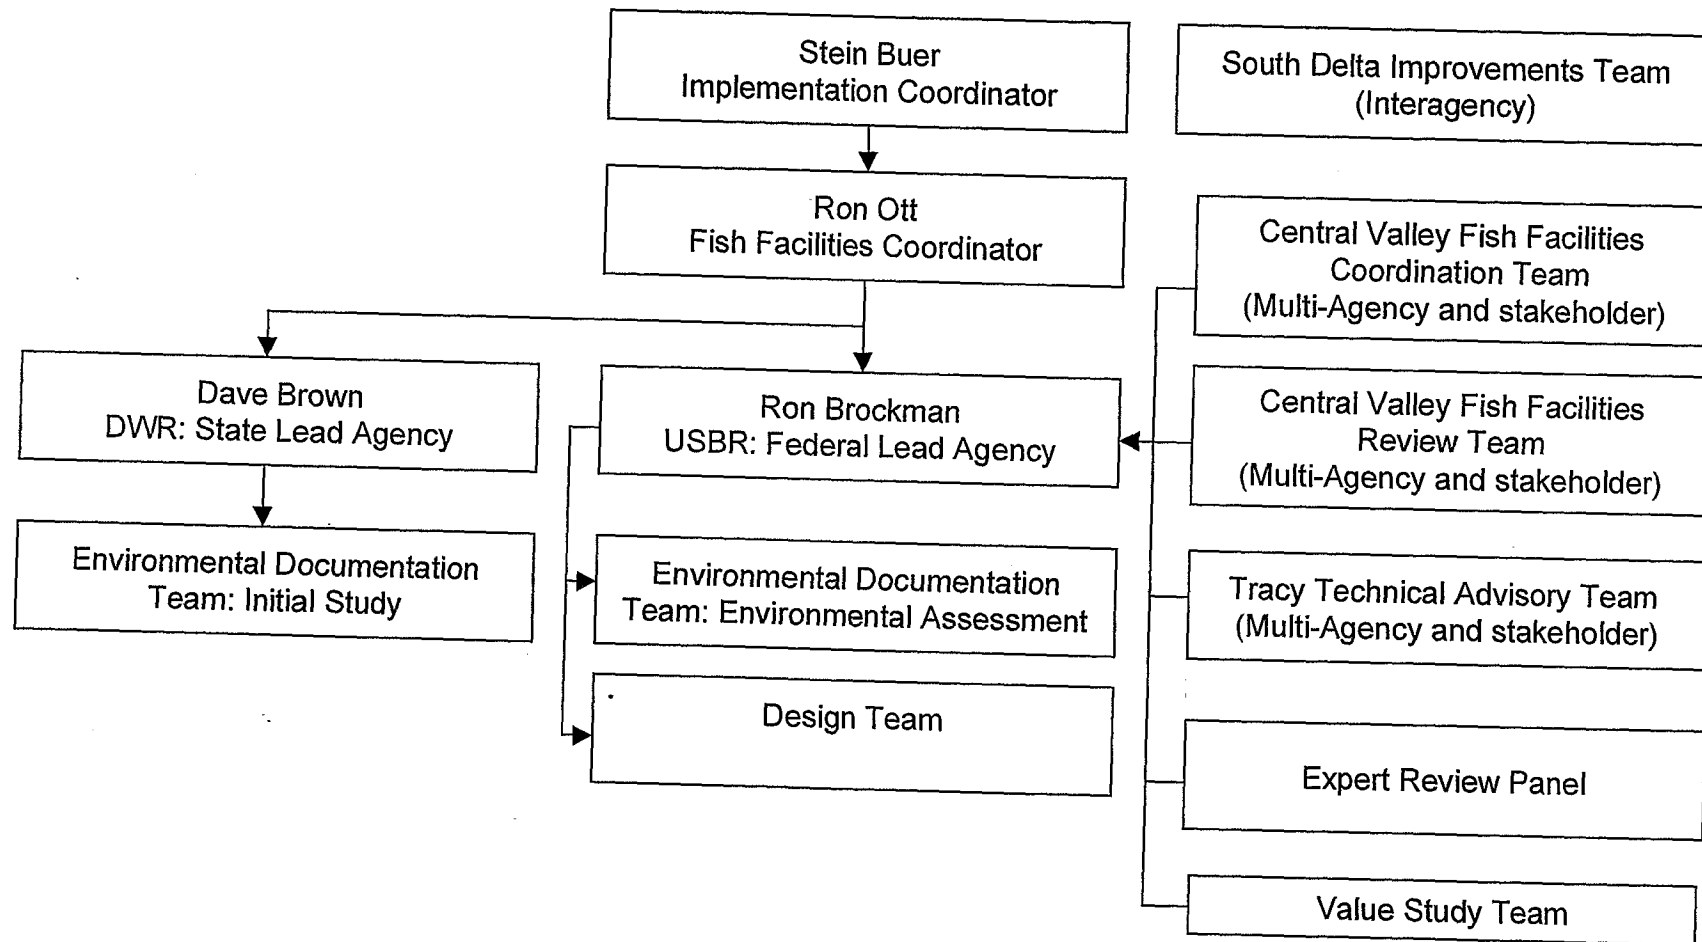 Stein Buer
Implementation Coordinator
South Delta Improvements Team
(Interagency)
Ron Ott
Fish Facilities Coordinator
Central Valley Fish Facilities
Coordination Team
(Multi-Agency and stakeholder)
Dave Brown
DWR: State Lead Agency
Ron Brockman
USBR: Federal Lead Agency
Central Valley Fish Facilities
Review Team
(Multi-Agency and stakeholder)
Environmental Documentation
Team: Initial Study
Environmental Documentation
Team: Environmental Assessment
Tracy Technical Advisory Team
(Multi-Agency and stakeholder)
Design Team
Expert Review Panel
Value Study Team